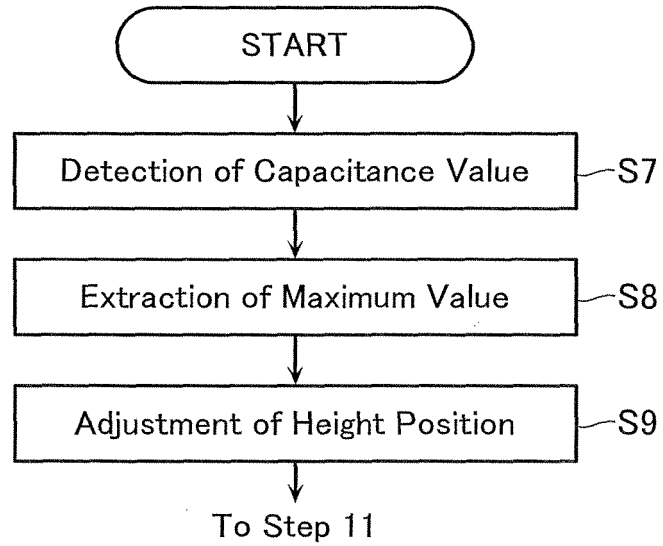 START
Detection of Capacitance Value
S7
Extraction of Maximum Value
S8
Adjustment of Height Position
S9
To Step 11